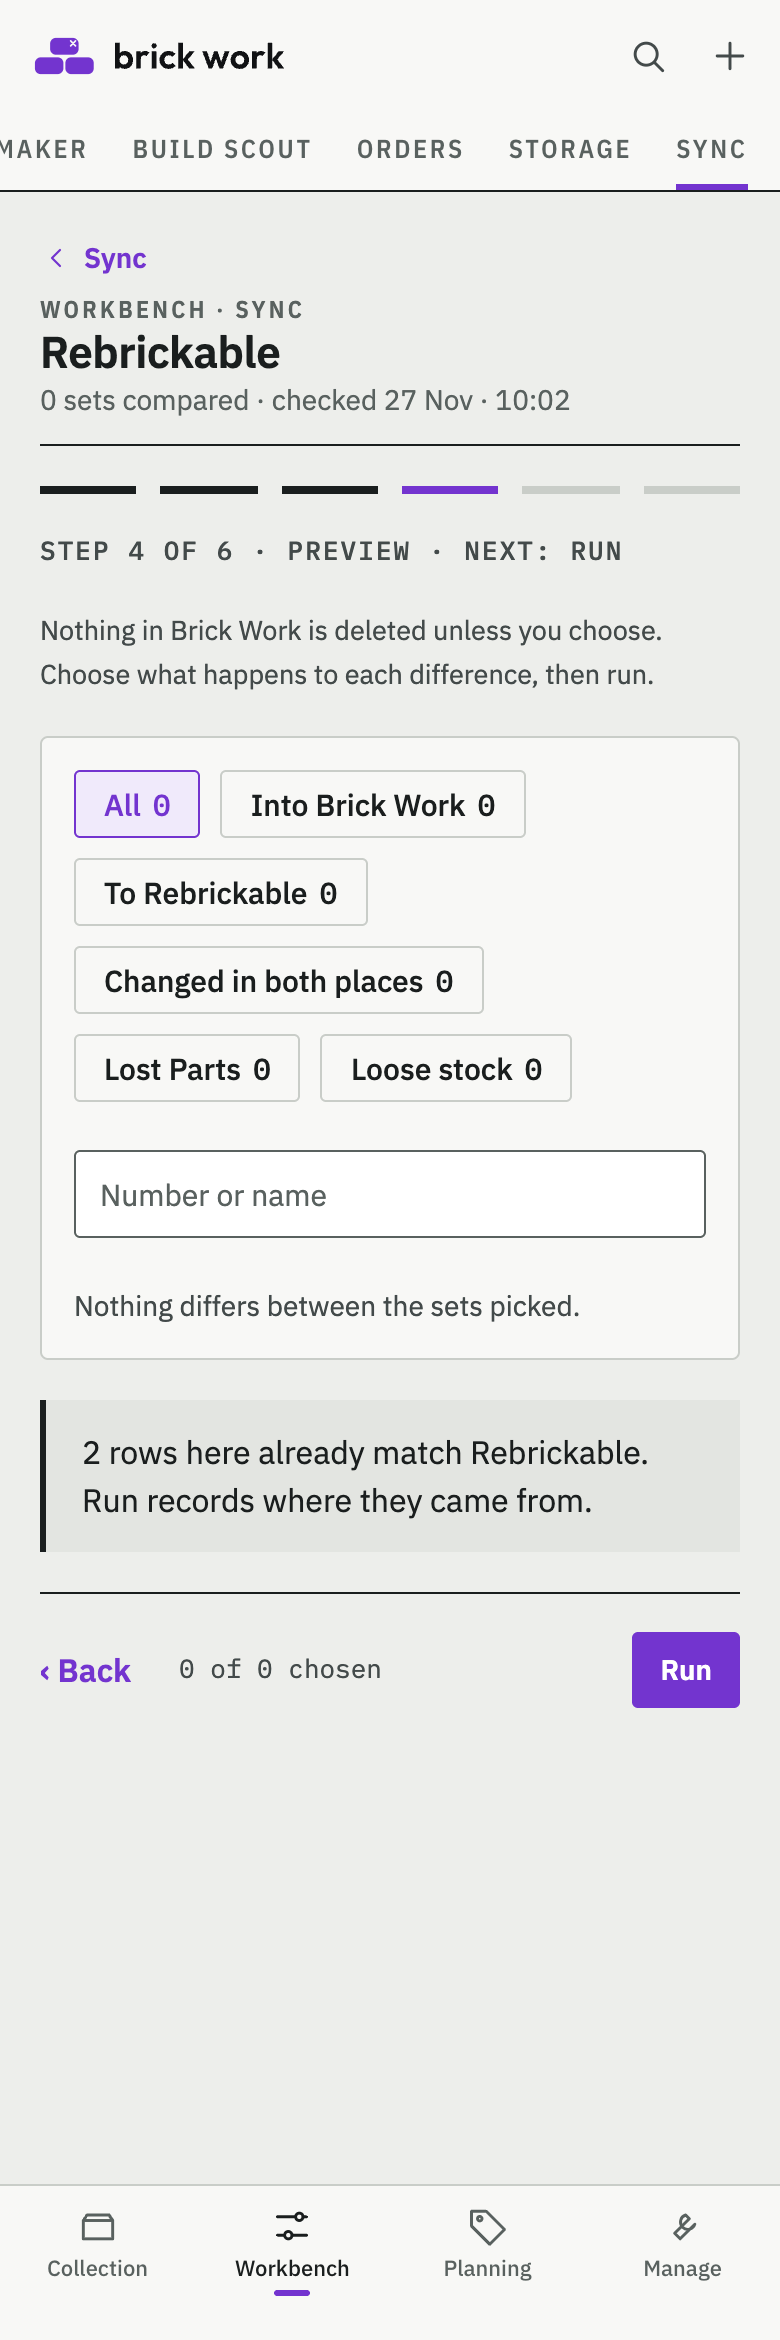 brick work
MAKER BUILD SCOUT ORDERS STORAGE SYNC
Sync
WORKBENCH · SYNC
Rebrickable
0 sets compared · checked 27 Nov · 10:02
STEP 4 OF 6 · PREVIEW · NEXT: RUN
Nothing in Brick Work is deleted unless you choose.
Choose what happens to each difference, then run.
All 0 Into Brick Work 0
To Rebrickable 0
Changed in both places 0
Lost Parts 0 Loose stock 0
Number or name
Nothing differs between the sets picked.
2 rows here already match Rebrickable.
Run records where they came from.
‹ Back 0 of 0 chosen Run
Collection Workbench Planning Manage